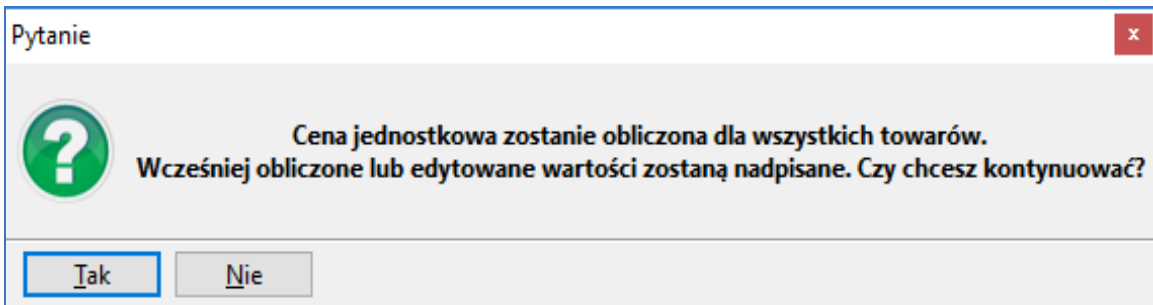 Pytanie
x
?
Cena jednostkowa zostanie obliczona dla wszystkich towarów.
Wcześniej obliczone lub edytowane wartości zostaną nadpisane. Czy chcesz kontynuować?
Tak
Nie